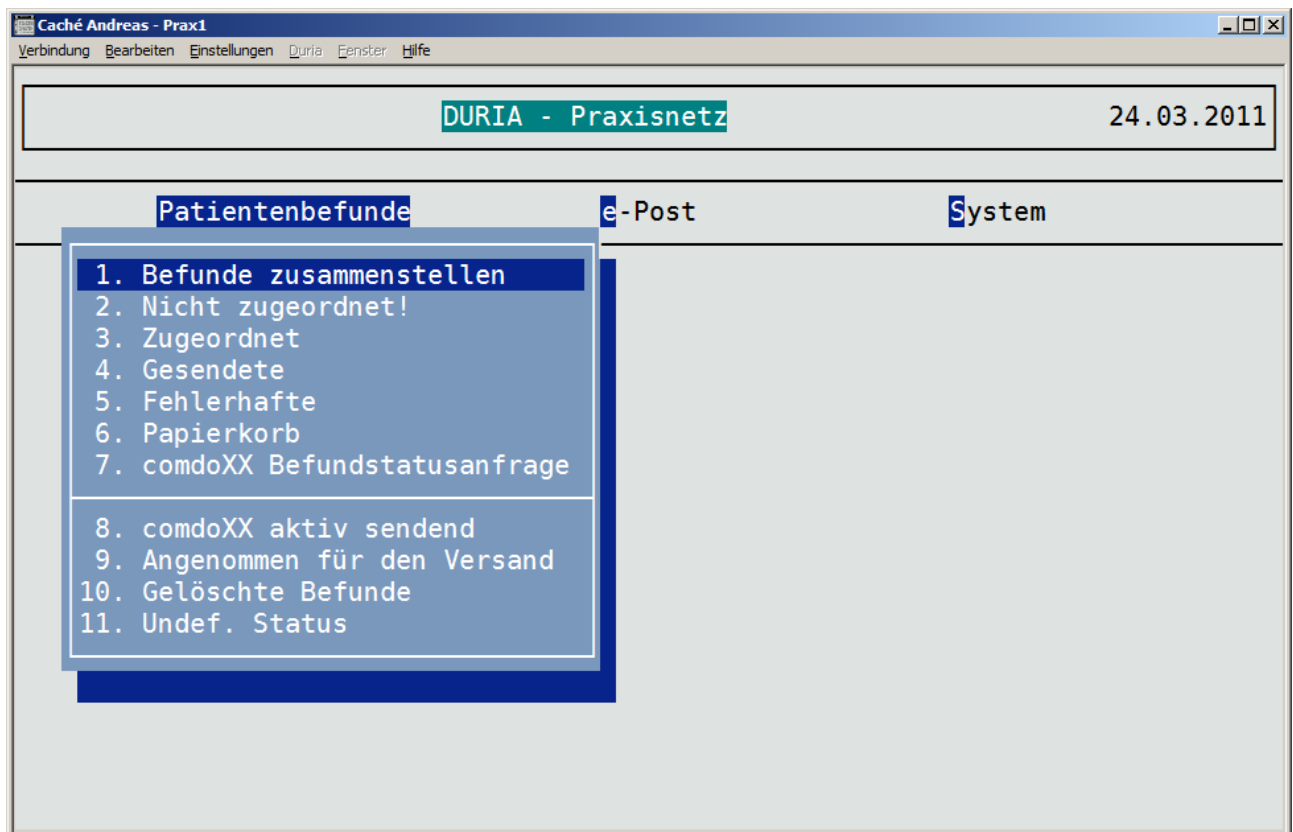 Caché Andreas - Prax1
Verbindung Bearbeiten Einstellungen Duria Fenster Hilfe
DURIA - Praxisnetz 24.03.2011
Patientenbefunde e-Post System
1. Befunde zusammenstellen
2. Nicht zugeordnet!
3. Zugeordnet
4. Gesendete
5. Fehlerhafte
6. Papierkorb
7. comdoXX Befundstatusanfrage
8. comdoXX aktiv sendend
9. Angenommen für den Versand
10. Gelöschte Befunde
11. Undef. Status